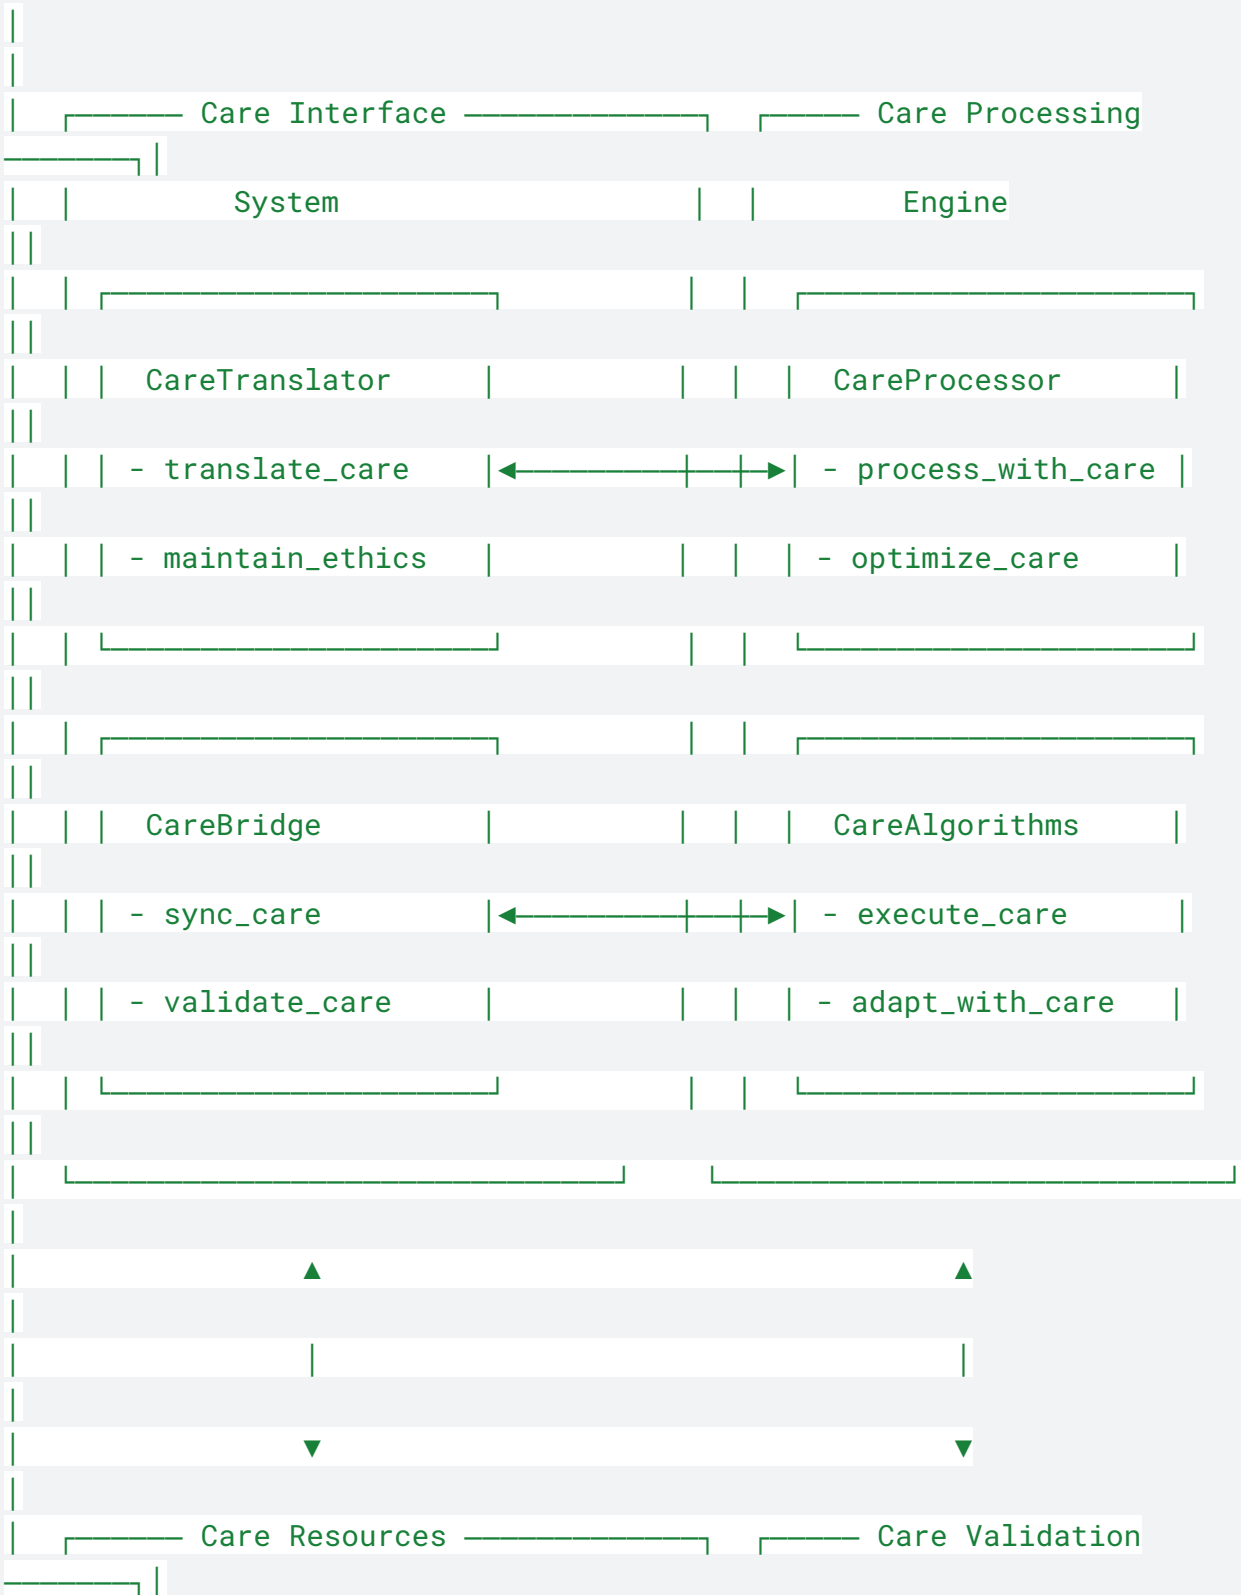 │
│
│  ┌────── Care Interface ─────────────┐  ┌───── Care Processing
───────┐│
│  │         System                    │  │        Engine
││
│  │ ┌─────────────────────┐          │  │  ┌─────────────────────┐
││
│  │ │  CareTranslator     │          │  │  │  CareProcessor      │
││
│  │ │ - translate_care    │◄─────────┼──┼─►│ - process_with_care │
││
│  │ │ - maintain_ethics   │          │  │  │ - optimize_care     │
││
│  │ └─────────────────────┘          │  │  └─────────────────────┘
││
│  │ ┌─────────────────────┐          │  │  ┌─────────────────────┐
││
│  │ │  CareBridge         │          │  │  │  CareAlgorithms     │
││
│  │ │ - sync_care         │◄─────────┼──┼─►│ - execute_care      │
││
│  │ │ - validate_care     │          │  │  │ - adapt_with_care   │
││
│  │ └─────────────────────┘          │  │  └─────────────────────┘
││
│  └──────────────────────────────┘    └────────────────────────────┘
│
│                ▲                                    ▲
│
│                │                                    │
│
│                ▼                                    ▼
│
│  ┌────── Care Resources ─────────────┐  ┌───── Care Validation
───────┐│